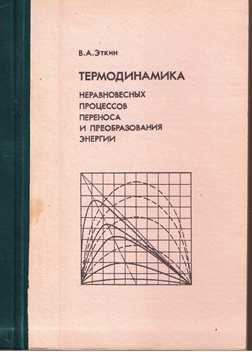 В.А.Эткин
ТЕРМОДИНАМИКА
НЕРАВНОВЕСНЫХ
ПРОЦЕССОВ
ПЕРЕНОСА
И ПРЕОБРАЗОВАНИЯ
ЭНЕРГИИ